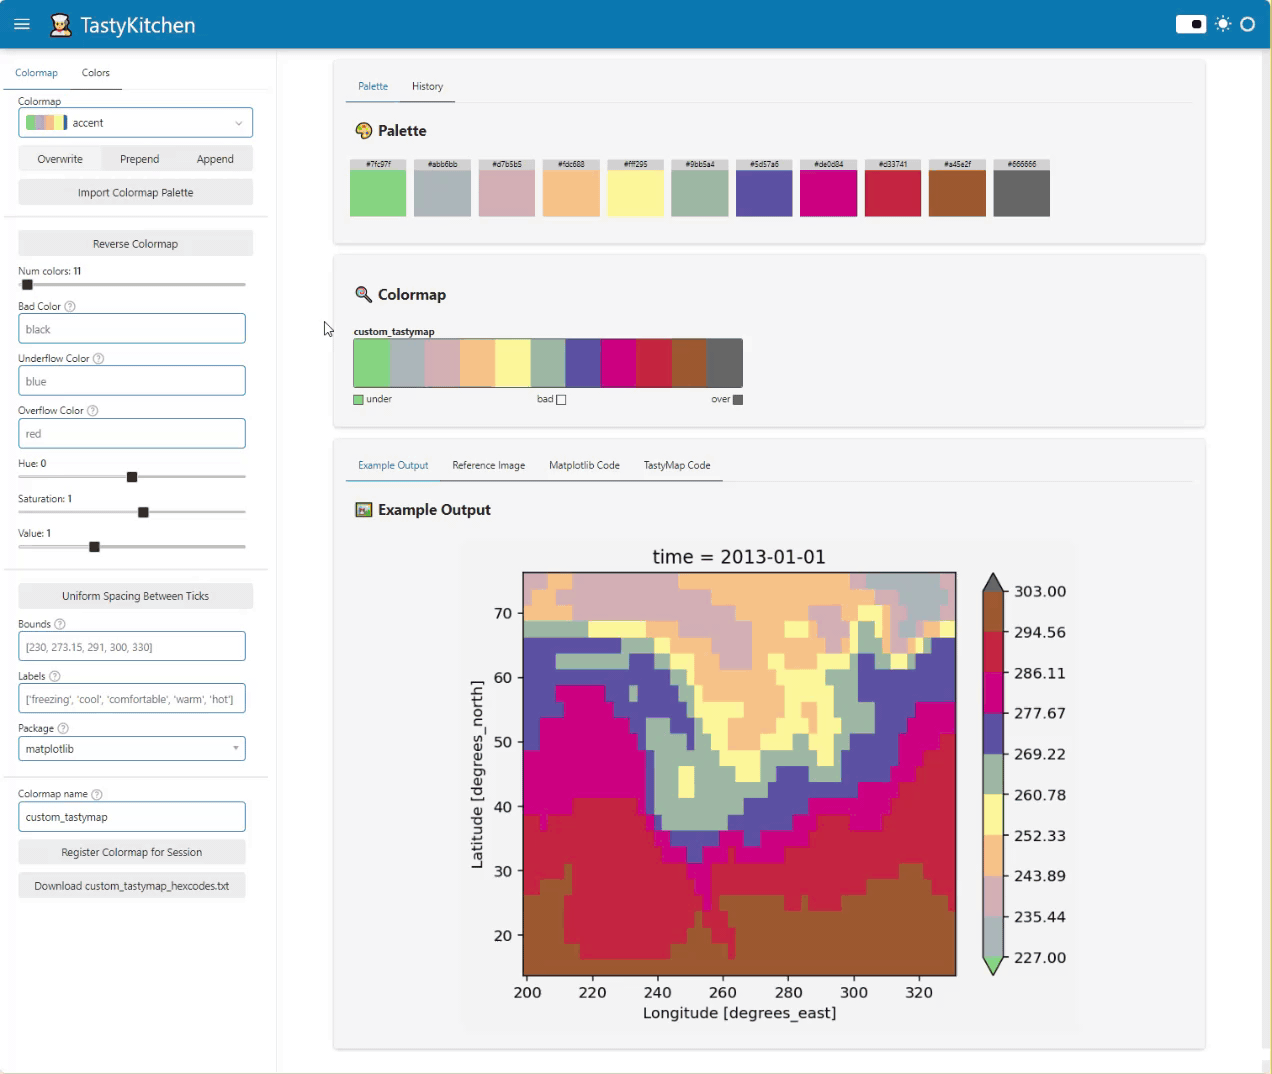 TastyKitchen
Colormap Colors
Colormap
accent
Overwrite Prepend Append
Import Colormap Palette
Reverse Colormap
Num colors: 11
Bad Color ?
black
Underflow Color ?
blue
Overflow Color ?
red
Hue: 0
Saturation: 1
Value: 1
Uniform Spacing Between Ticks
Bounds ?
[230, 273.15, 291, 300, 330]
Labels ?
['freezing', 'cool', 'comfortable', 'warm', 'hot']
Package ?
matplotlib
Colormap name ?
custom_tastymap
Register Colormap for Session
Download custom_tastymap_hexcodes.txt
Palette History
Palette
#7fc97f #abb6bb #d7b5b5 #fdc688 #fff295 #9bb5a4 #5d57a6 #de0d84 #d33741 #a45e2f #666666
Colormap
custom_tastymap
under bad over
Example Output Reference Image Matplotlib Code TastyMap Code
Example Output
time = 2013-01-01
70
60
50
40
30
20
Latitude [degrees_north]
200 220 240 260 280 300 320
Longitude [degrees_east]
303.00
294.56
286.11
277.67
269.22
260.78
252.33
243.89
235.44
227.00